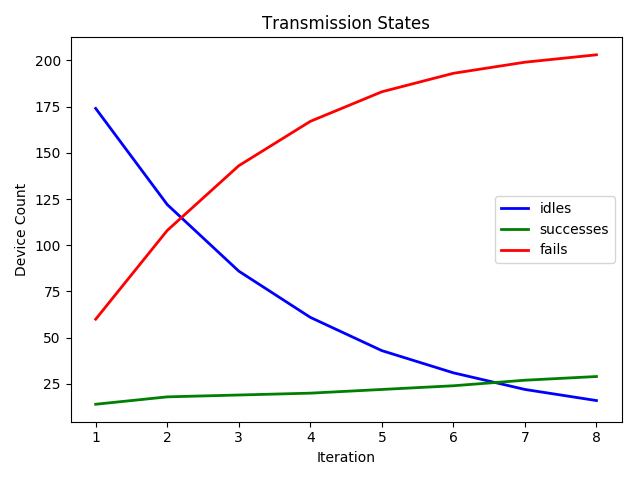 Transmission States
200
175
150
125
100
75
50
25
Device Count
idles
successes
fails
1 2 3 4 5 6 7 8
Iteration